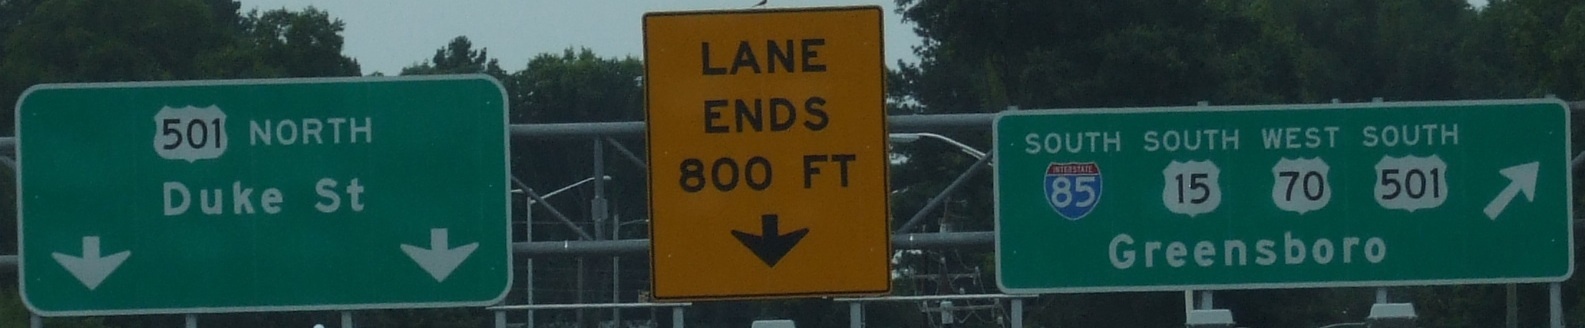 501 NORTH
Duke St
LANE
ENDS
800 FT
SOUTH SOUTH WEST SOUTH
INTERSTATE
85 15 70 501
Greensboro